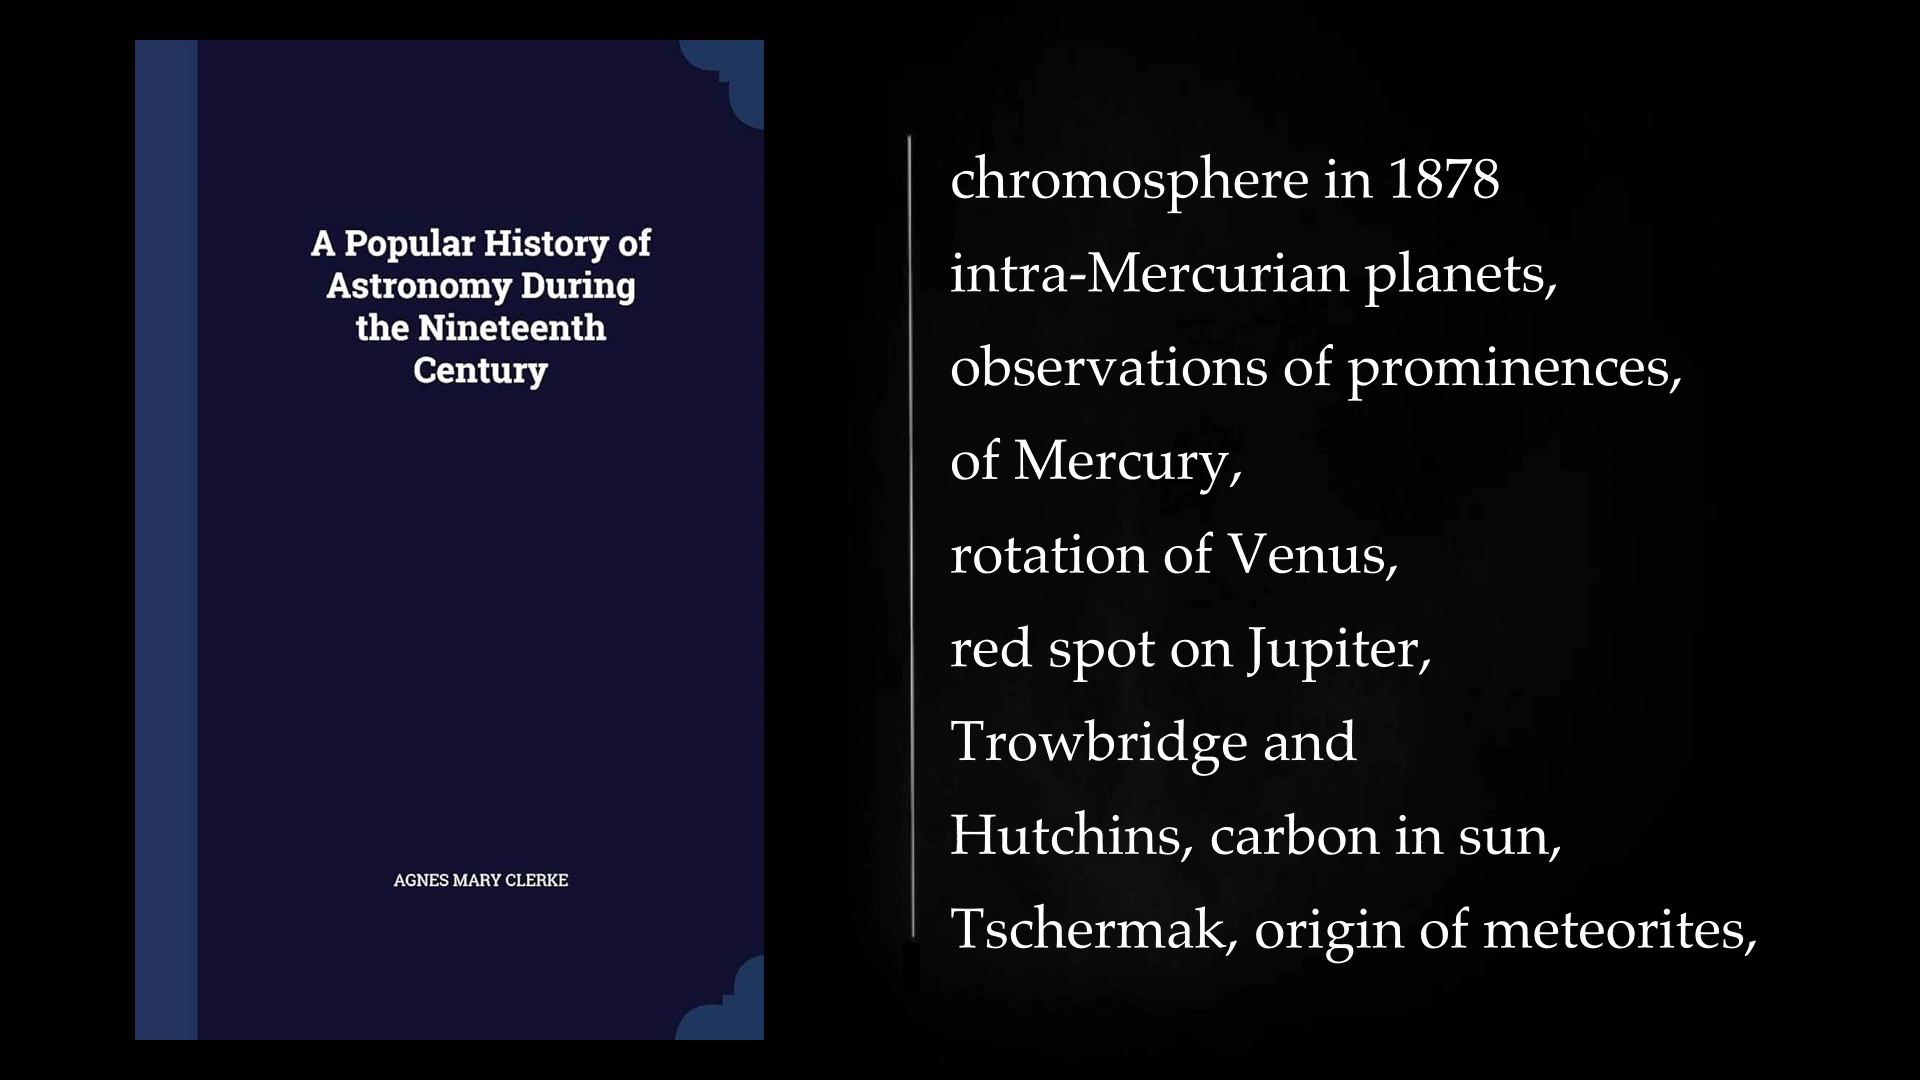 A Popular History of
Astronomy During
the Nineteenth
Century
AGNES MARY CLERKE
chromosphere in 1878
intra-Mercurian planets,
observations of prominences,
of Mercury,
rotation of Venus,
red spot on Jupiter,
Trowbridge and
Hutchins, carbon in sun,
Tschermak, origin of meteorites,